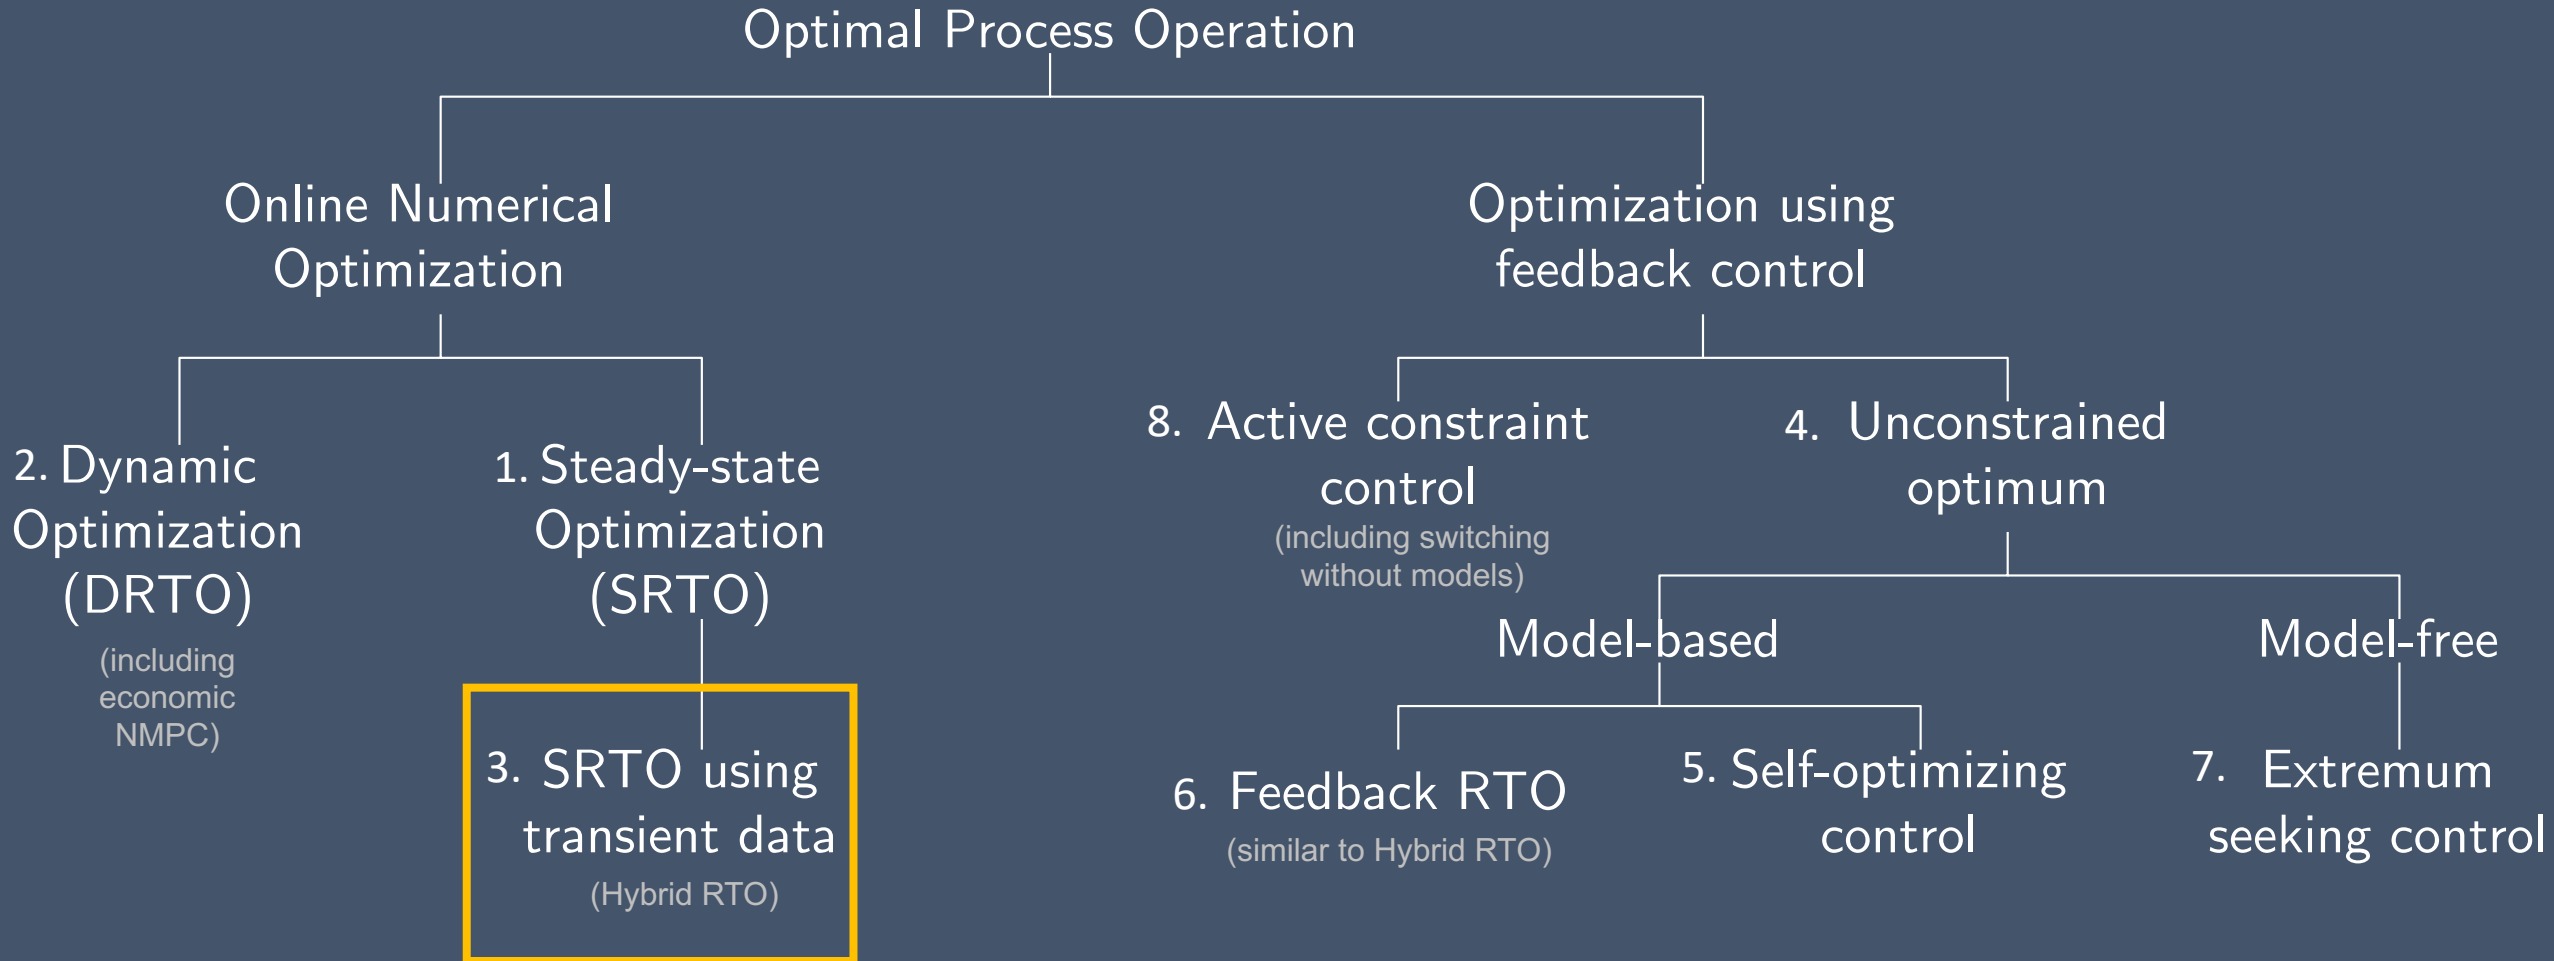 Optimal Process Operation
Online Numerical
Optimization
Optimization using
feedback control
2. Dynamic
Optimization
(DRTO)
(including
economic
NMPC)
1. Steady-state
Optimization
(SRTO)
3. SRTO using
transient data
(Hybrid RTO)
8. Active constraint
control
(including switching
without models)
4. Unconstrained
optimum
Model-based
Model-free
6. Feedback RTO
(similar to Hybrid RTO)
5. Self-optimizing
control
7. Extremum
seeking control